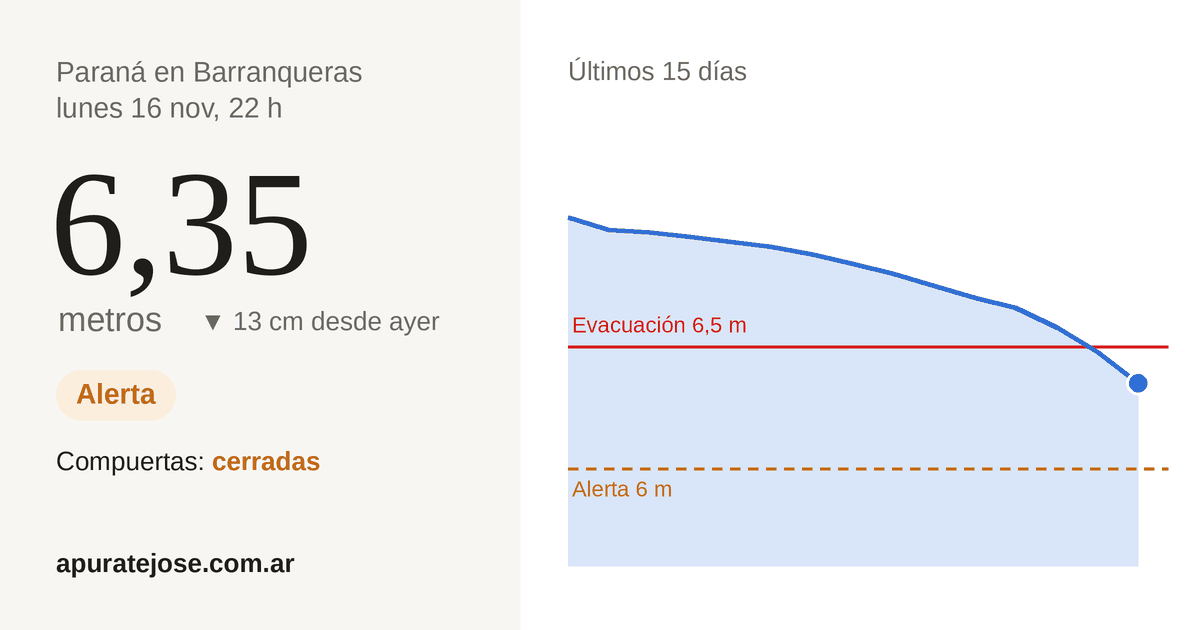 Paraná en Barranqueras
lunes 16 nov, 22 h
6,35
metros ▼ 13 cm desde ayer
Alerta
Compuertas: cerradas
apuratejose.com.ar
Últimos 15 días
Evacuación 6,5 m
Alerta 6 m